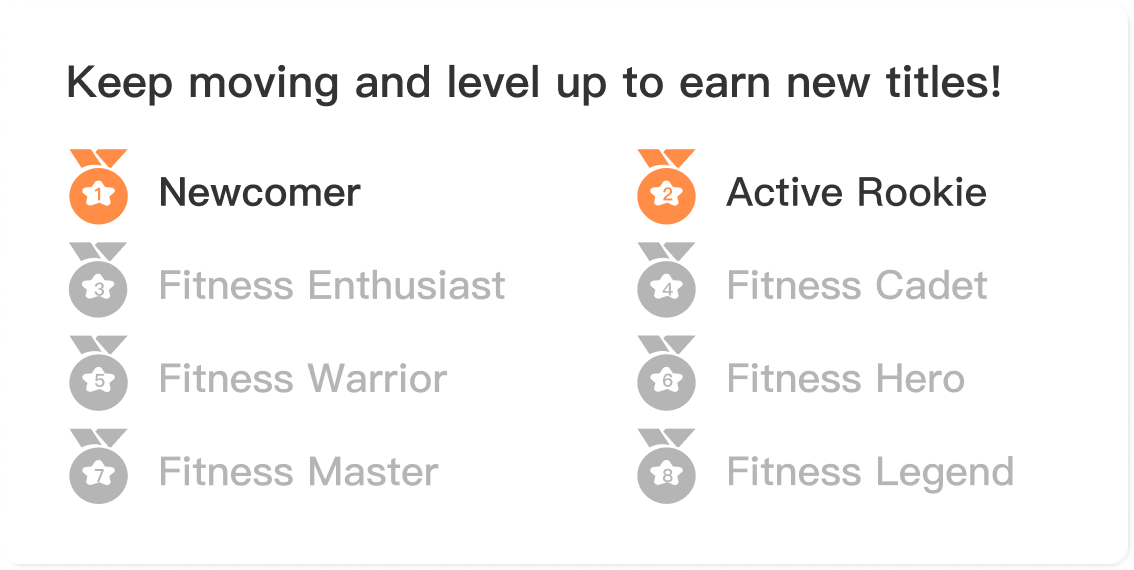 Keep moving and level up to earn new titles!
1 Newcomer
2 Active Rookie
3 Fitness Enthusiast
4 Fitness Cadet
5 Fitness Warrior
6 Fitness Hero
7 Fitness Master
8 Fitness Legend